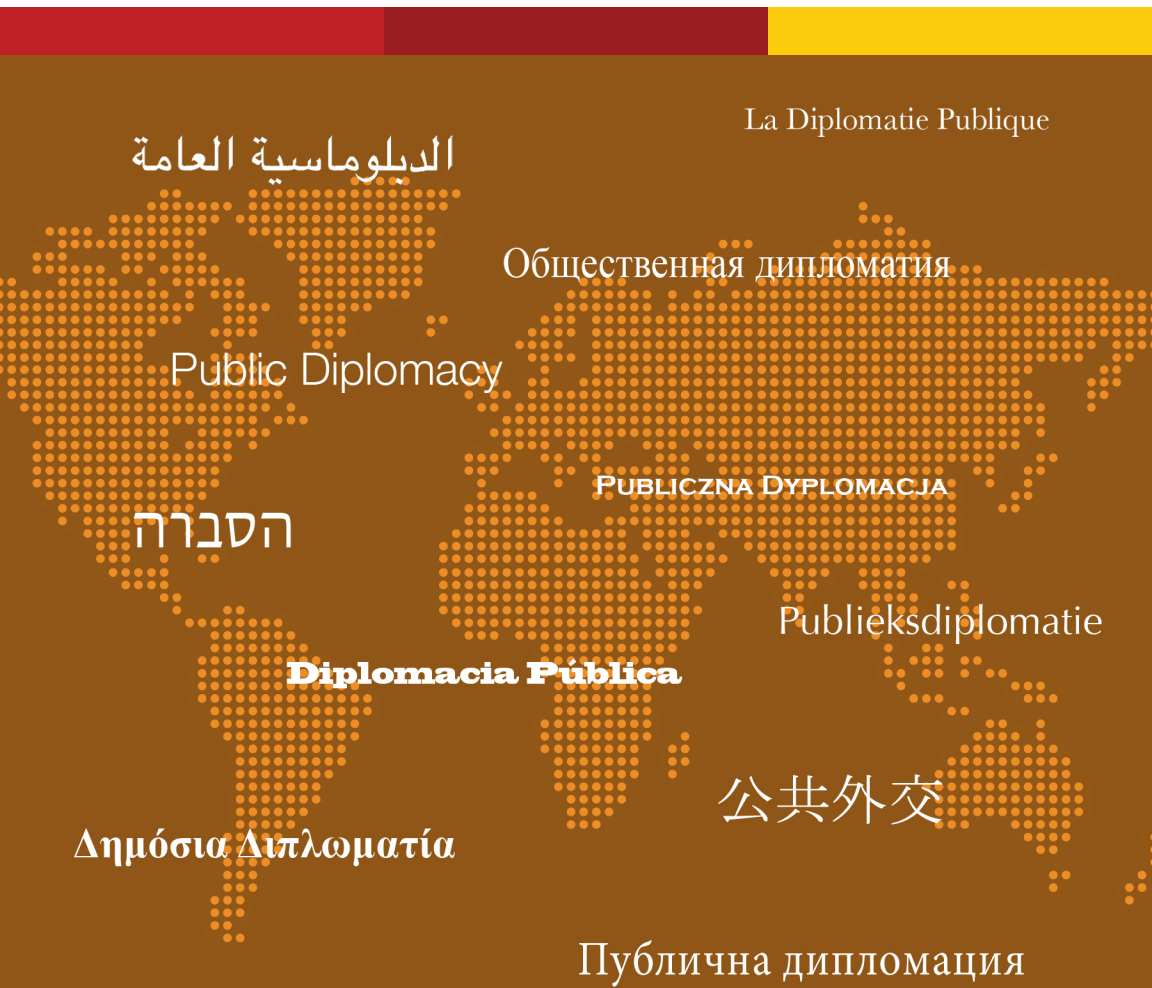 La Diplomatie Publique
الدبلوماسية العامة
Общественная дипломатия
Public Diplomacy
Publiczna Dyplomacja
הסברה
Publieksdiplomatie
Diplomacia Pública
公共外交
Δημόσια Διπλωματία
Публична дипломация